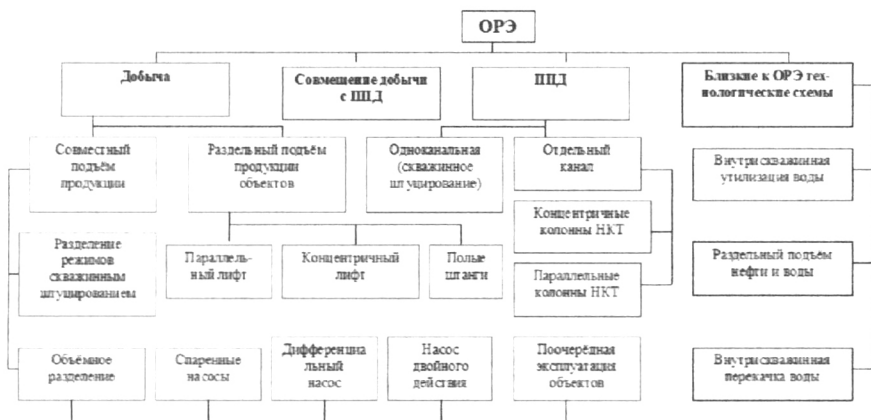 ОРЭ
Добыча
Совмещение добычи
с ППД
ППД
Близкие к ОРЭ тех-
нологические схемы
Совместный
подъём
продукции
Раздельный подъём
продукции
объектов
Одноканальная
(скважинное
штуцирование)
Отдельный
канал
Внутрискважинная
утилизация воды
Концентричные
колонны НКТ
Разделение
режимов
скважинным
штуцированием
Параллель-
ный лифт
Концентричный
лифт
Полые
штанги
Параллельные
колонны НКТ
Раздельный подъём
нефти и воды
Объёмное
разделение
Спаренные
насосы
Дифференциа-
льный
насос
Насос
двойного
действия
Поочерёдная
эксплуатация
объектов
Внутрискважинная
перекачка воды